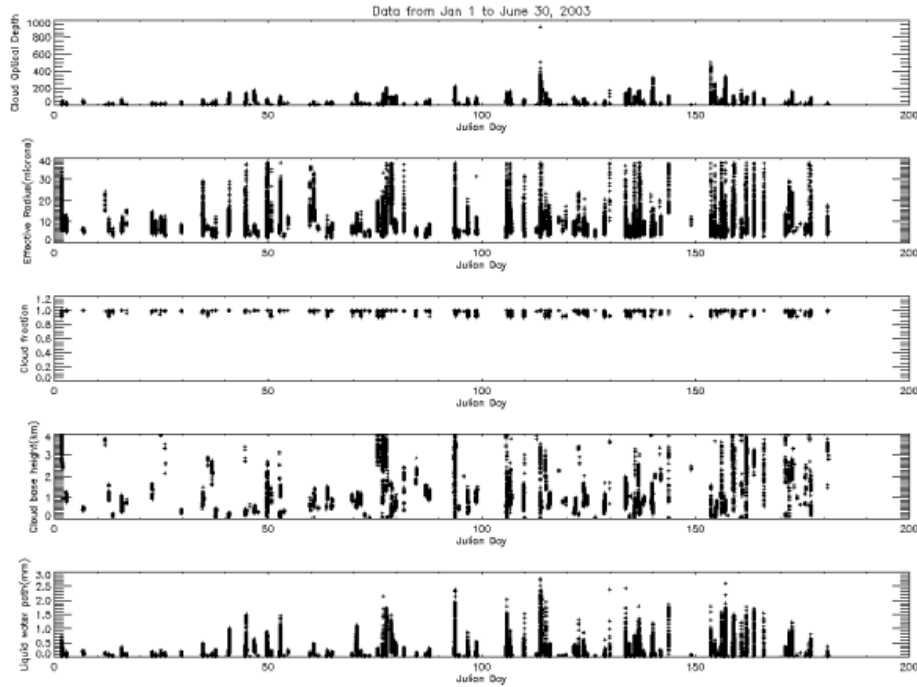 Data from Jan 1 to June 30, 2003
Cloud Optical Depth
1000
800
600
400
200
0
0 50 100 150 200
Julian Day
Effective Radius(microns)
40
30
20
10
0
0 50 100 150 200
Julian Day
Cloud fraction
1.2
1.0
0.8
0.6
0.4
0.2
0.0
0 50 100 150 200
Julian Day
Cloud base height(km)
4
3
2
1
0
0 50 100 150 200
Julian Day
Liquid water path(mm)
3.0
2.5
2.0
1.5
1.0
0.5
0.0
0 50 100 150 200
Julian Day